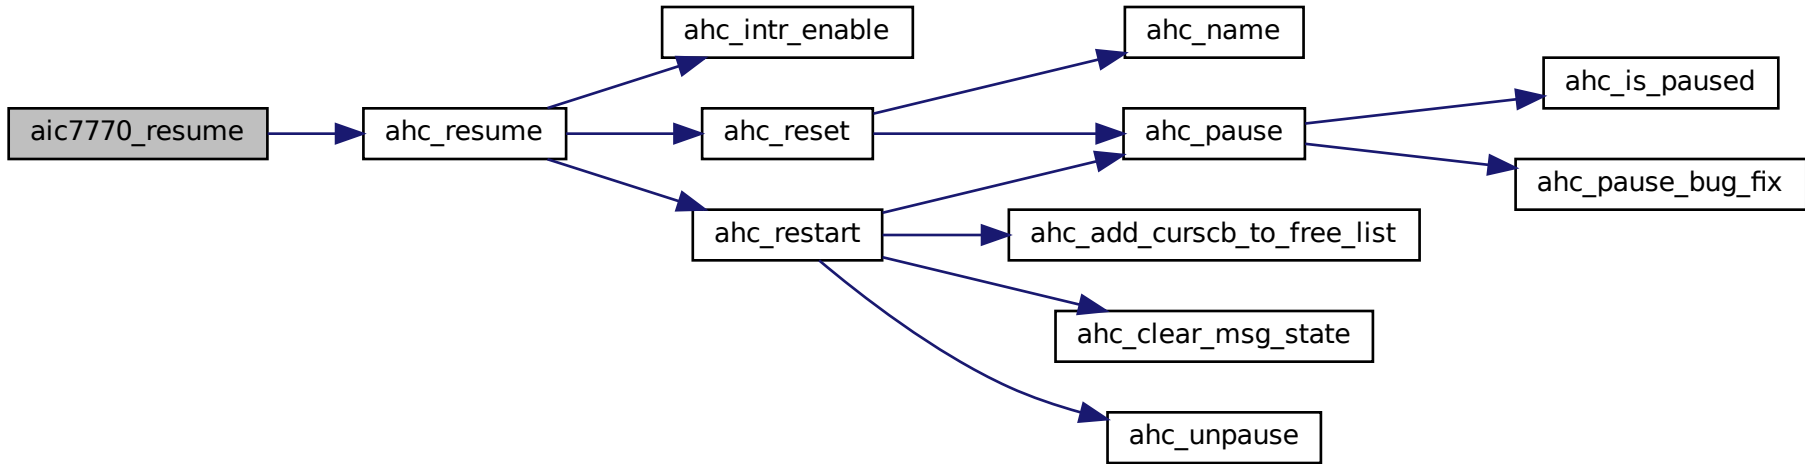 aic7770_resume
ahc_resume
ahc_intr_enable
ahc_reset
ahc_restart
ahc_name
ahc_pause
ahc_add_curscb_to_free_list
ahc_clear_msg_state
ahc_unpause
ahc_is_paused
ahc_pause_bug_fix